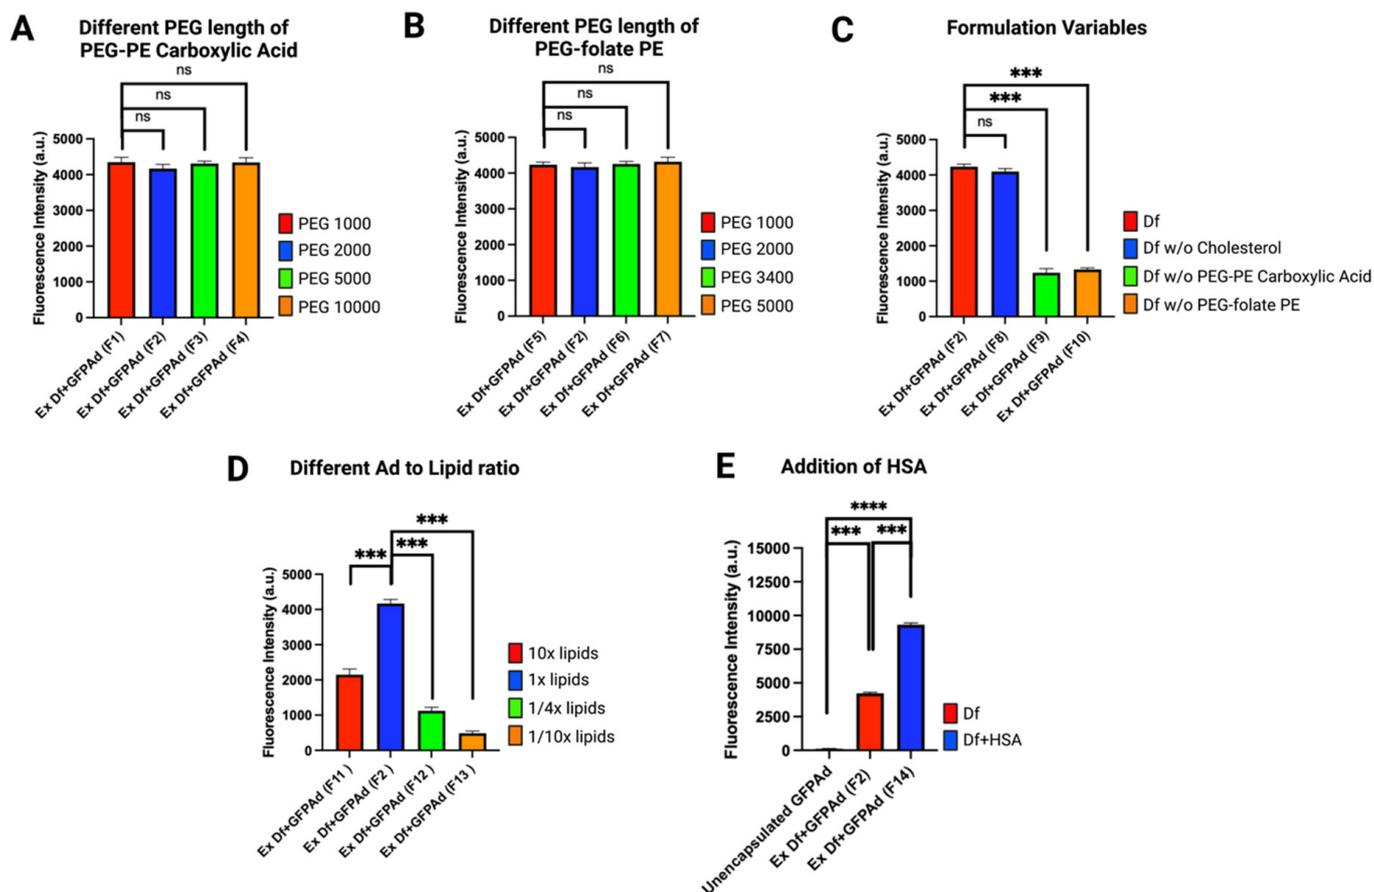 A
Different PEG length of
PEG-PE Carboxylic Acid
ns
ns
ns
Fluorescence Intensity (a.u.)
5000
4000
3000
2000
1000
0
Ex Df+GFPAd (F1)
Ex Df+GFPAd (F2)
Ex Df+GFPAd (F3)
Ex Df+GFPAd (F4)
PEG 1000
PEG 2000
PEG 5000
PEG 10000
B
Different PEG length of
PEG-folate PE
ns
ns
ns
Fluorescence Intensity (a.u.)
5000
4000
3000
2000
1000
0
Ex Df+GFPAd (F5)
Ex Df+GFPAd (F2)
Ex Df+GFPAd (F6)
Ex Df+GFPAd (F7)
PEG 1000
PEG 2000
PEG 3400
PEG 5000
C
Formulation Variables
***
***
ns
Fluorescence Intensity (a.u.)
5000
4000
3000
2000
1000
0
Ex Df+GFPAd (F2)
Ex Df+GFPAd (F8)
Ex Df+GFPAd (F9)
Ex Df+GFPAd (F10)
Df
Df w/o Cholesterol
Df w/o PEG-PE Carboxylic Acid
Df w/o PEG-folate PE
D
Different Ad to Lipid ratio
***
***
***
Fluorescence Intensity (a.u.)
5000
4000
3000
2000
1000
0
Ex Df+GFPAd (F11 )
Ex Df+GFPAd (F2 )
Ex Df+GFPAd (F12 )
Ex Df+GFPAd (F13 )
10x lipids
1x lipids
1/4x lipids
1/10x lipids
E
Addition of HSA
****
***
***
Fluorescence Intensity (a.u.)
15000
12500
10000
7500
5000
2500
0
Unencapsulated GFPAd
Ex Df+GFPAd (F2)
Ex Df+GFPAd (F14)
Df
Df+HSA